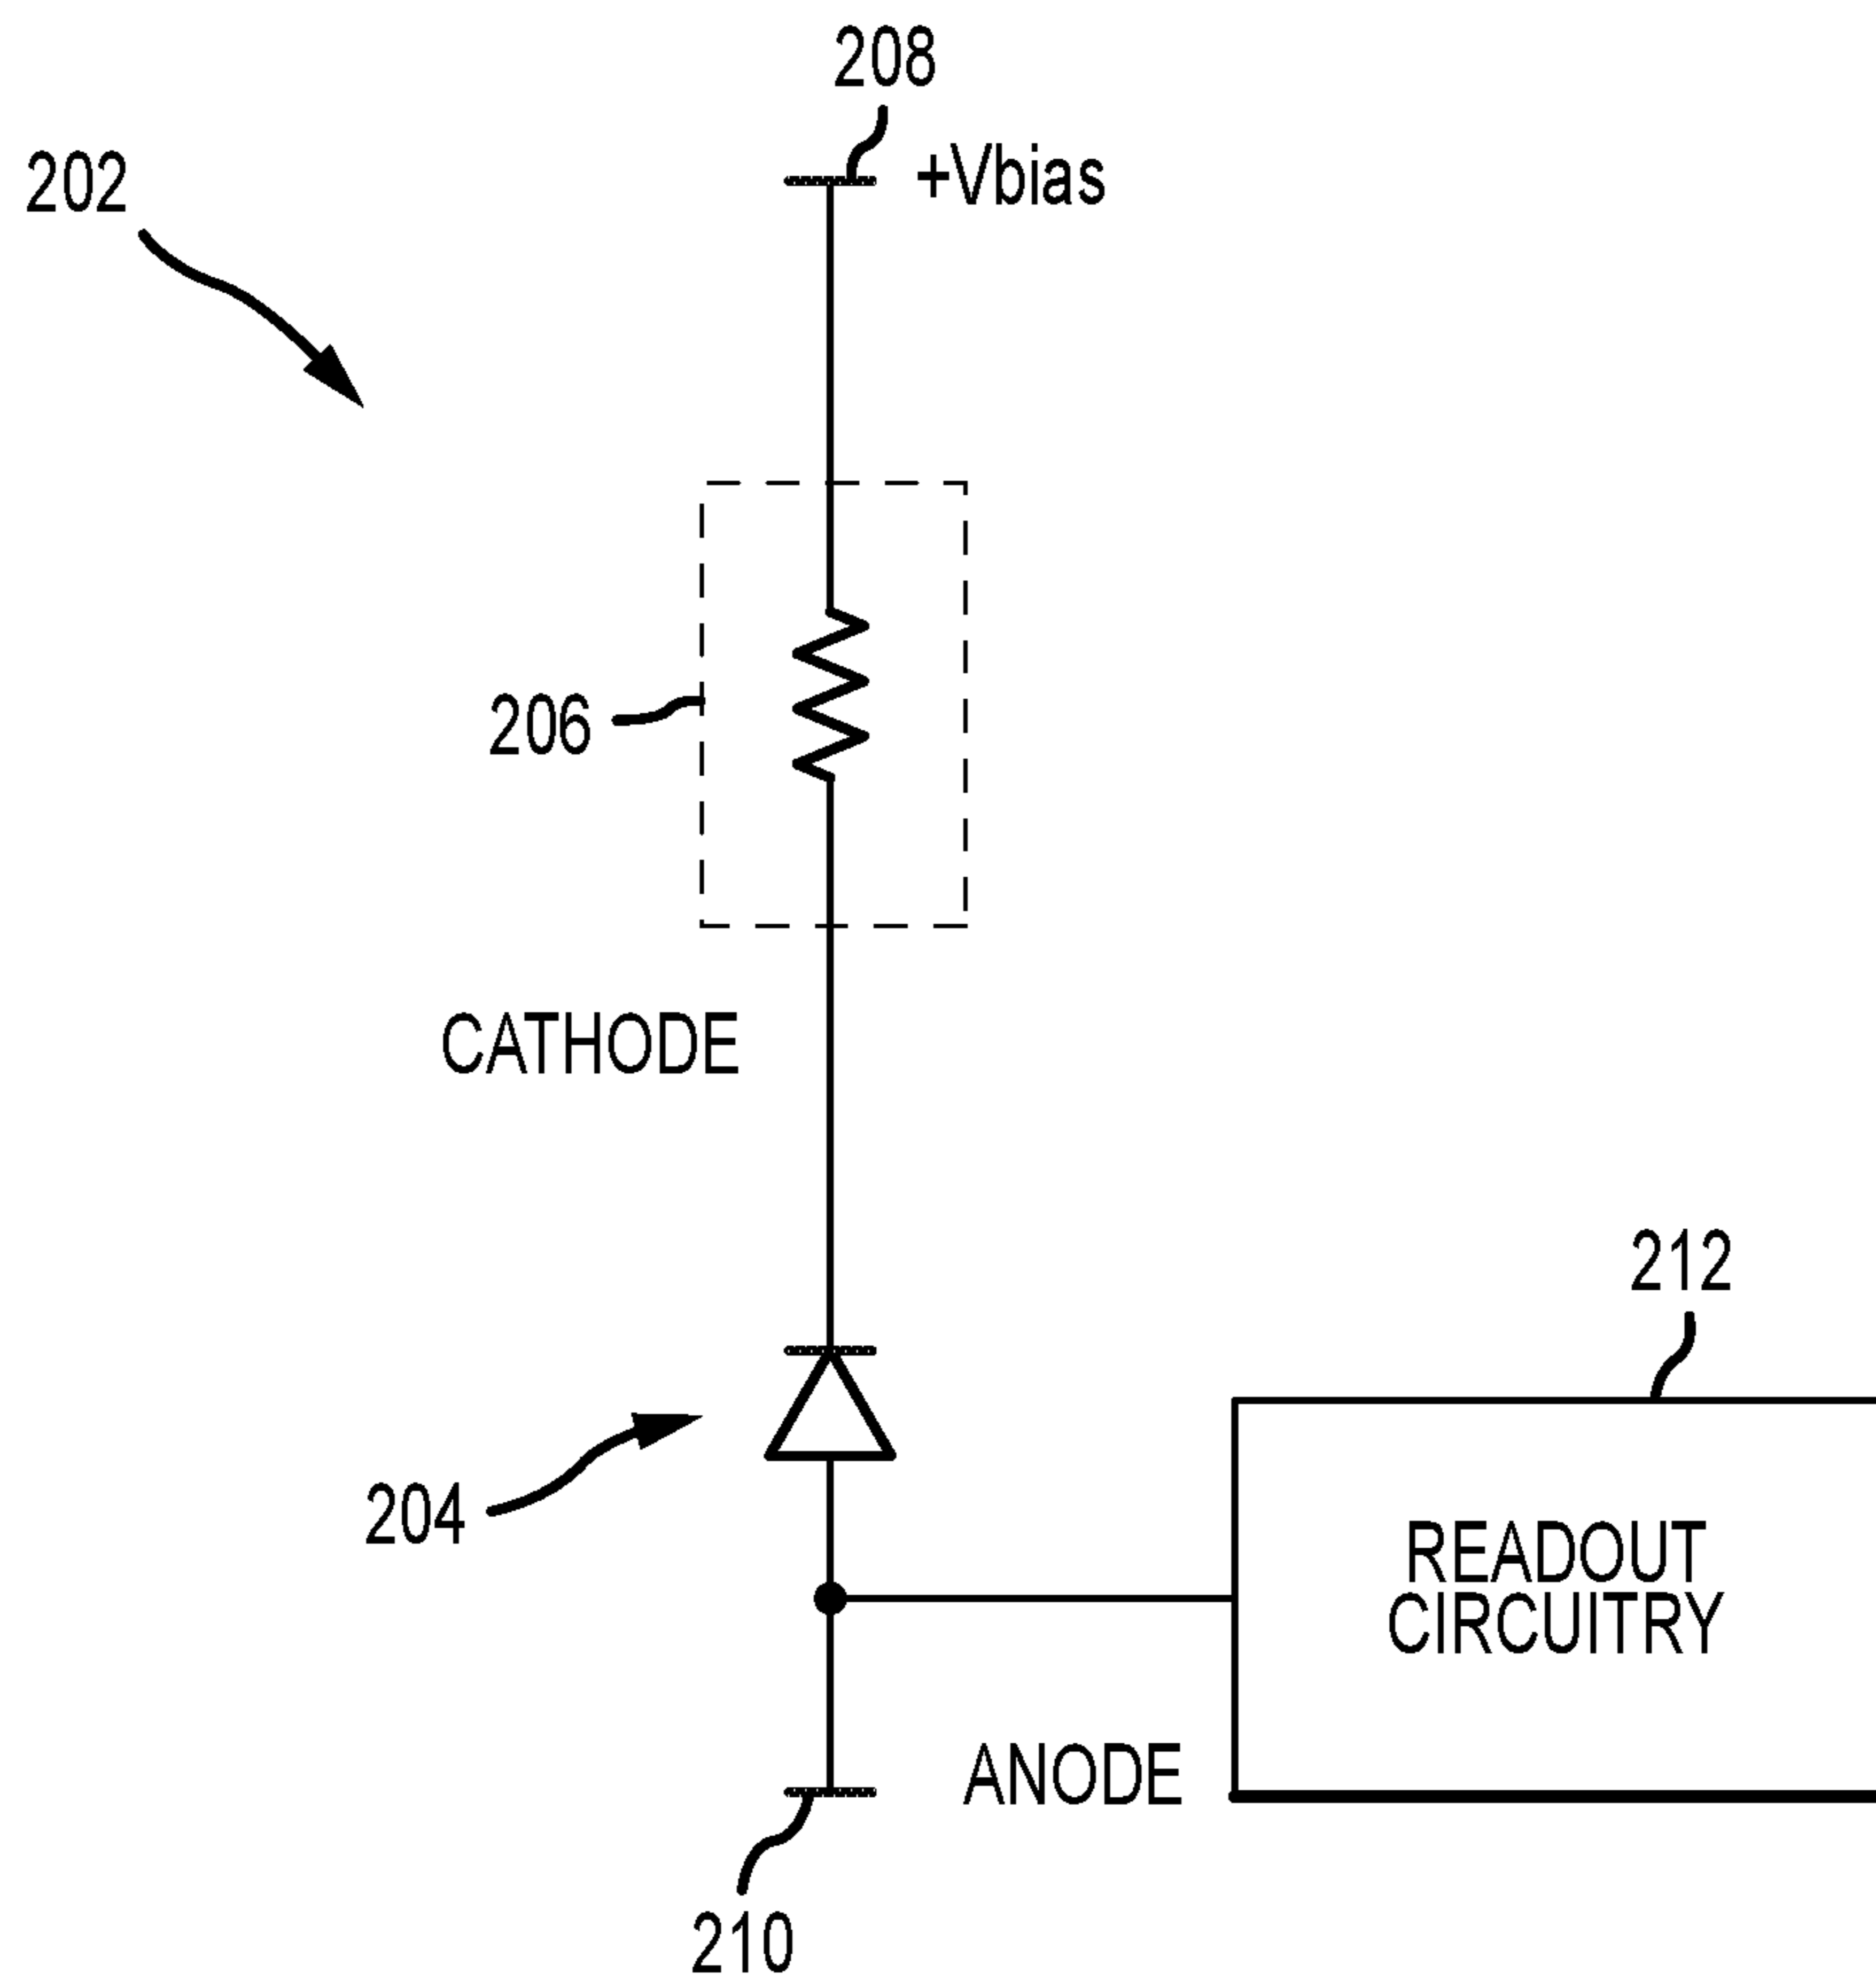 208
+Vbias
202
206
CATHODE
212
204
READOUT
CIRCUITRY
ANODE
210